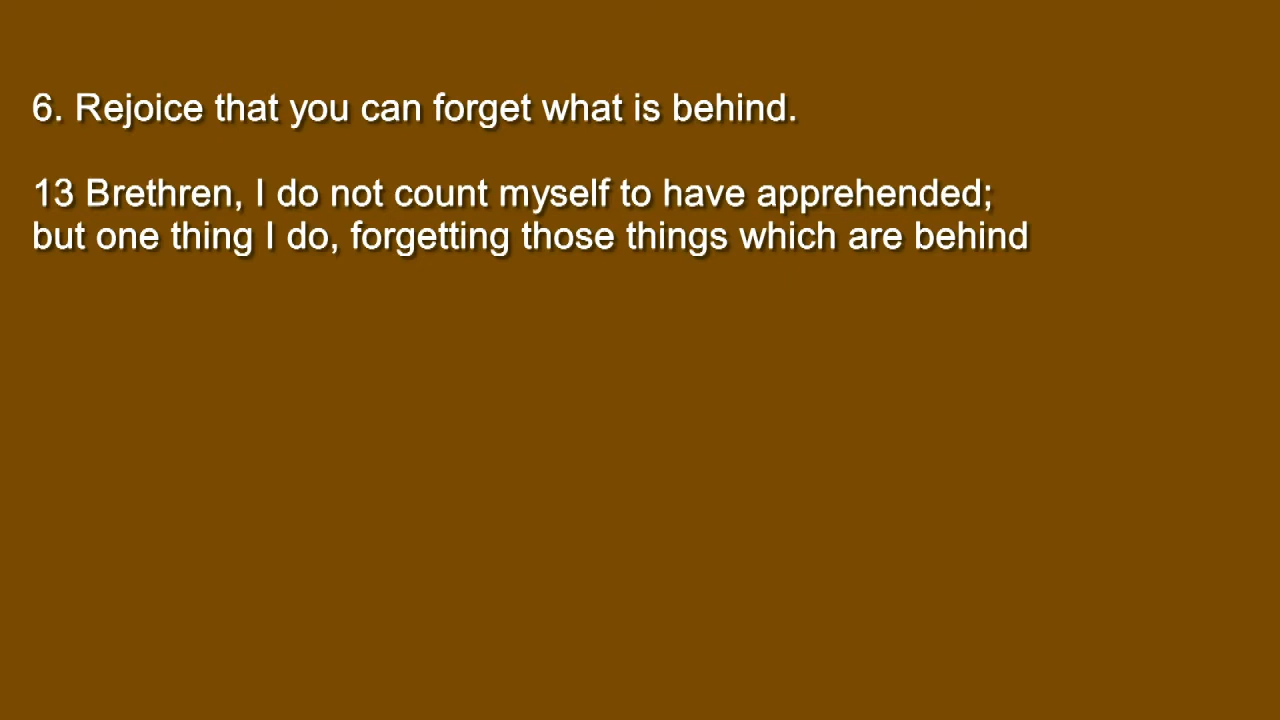 6. Rejoice that you can forget what is behind.
13 Brethren, I do not count myself to have apprehended;
but one thing I do, forgetting those things which are behind